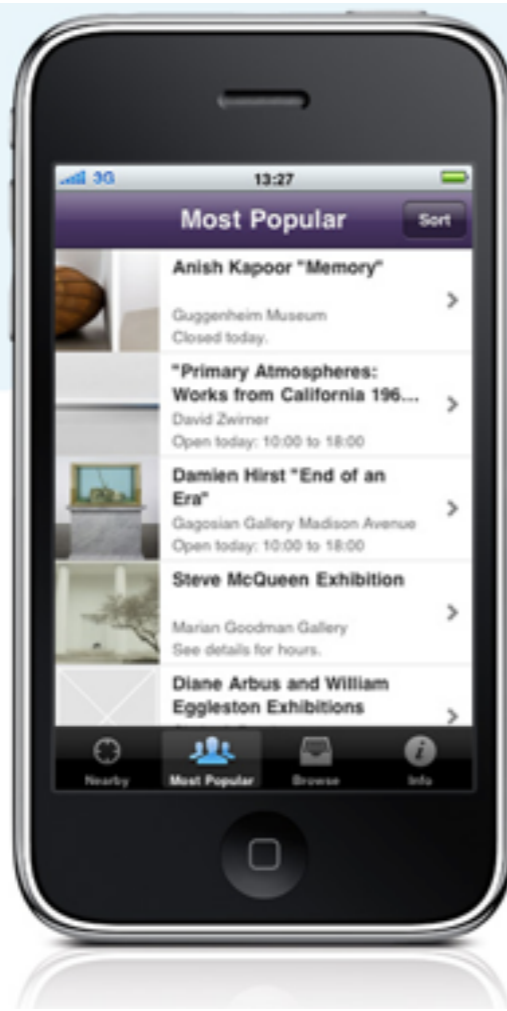 3G 13:27
Most Popular Sort
Anish Kapoor "Memory"
Guggenheim Museum
Closed today.
"Primary Atmospheres:
Works from California 196...
David Zwirner
Open today: 10:00 to 18:00
Damien Hirst "End of an
Era"
Gagosian Gallery Madison Avenue
Open today: 10:00 to 18:00
Steve McQueen Exhibition
Marian Goodman Gallery
See details for hours.
Diane Arbus and William
Eggleston Exhibitions
Nearby Most Popular Browse Info